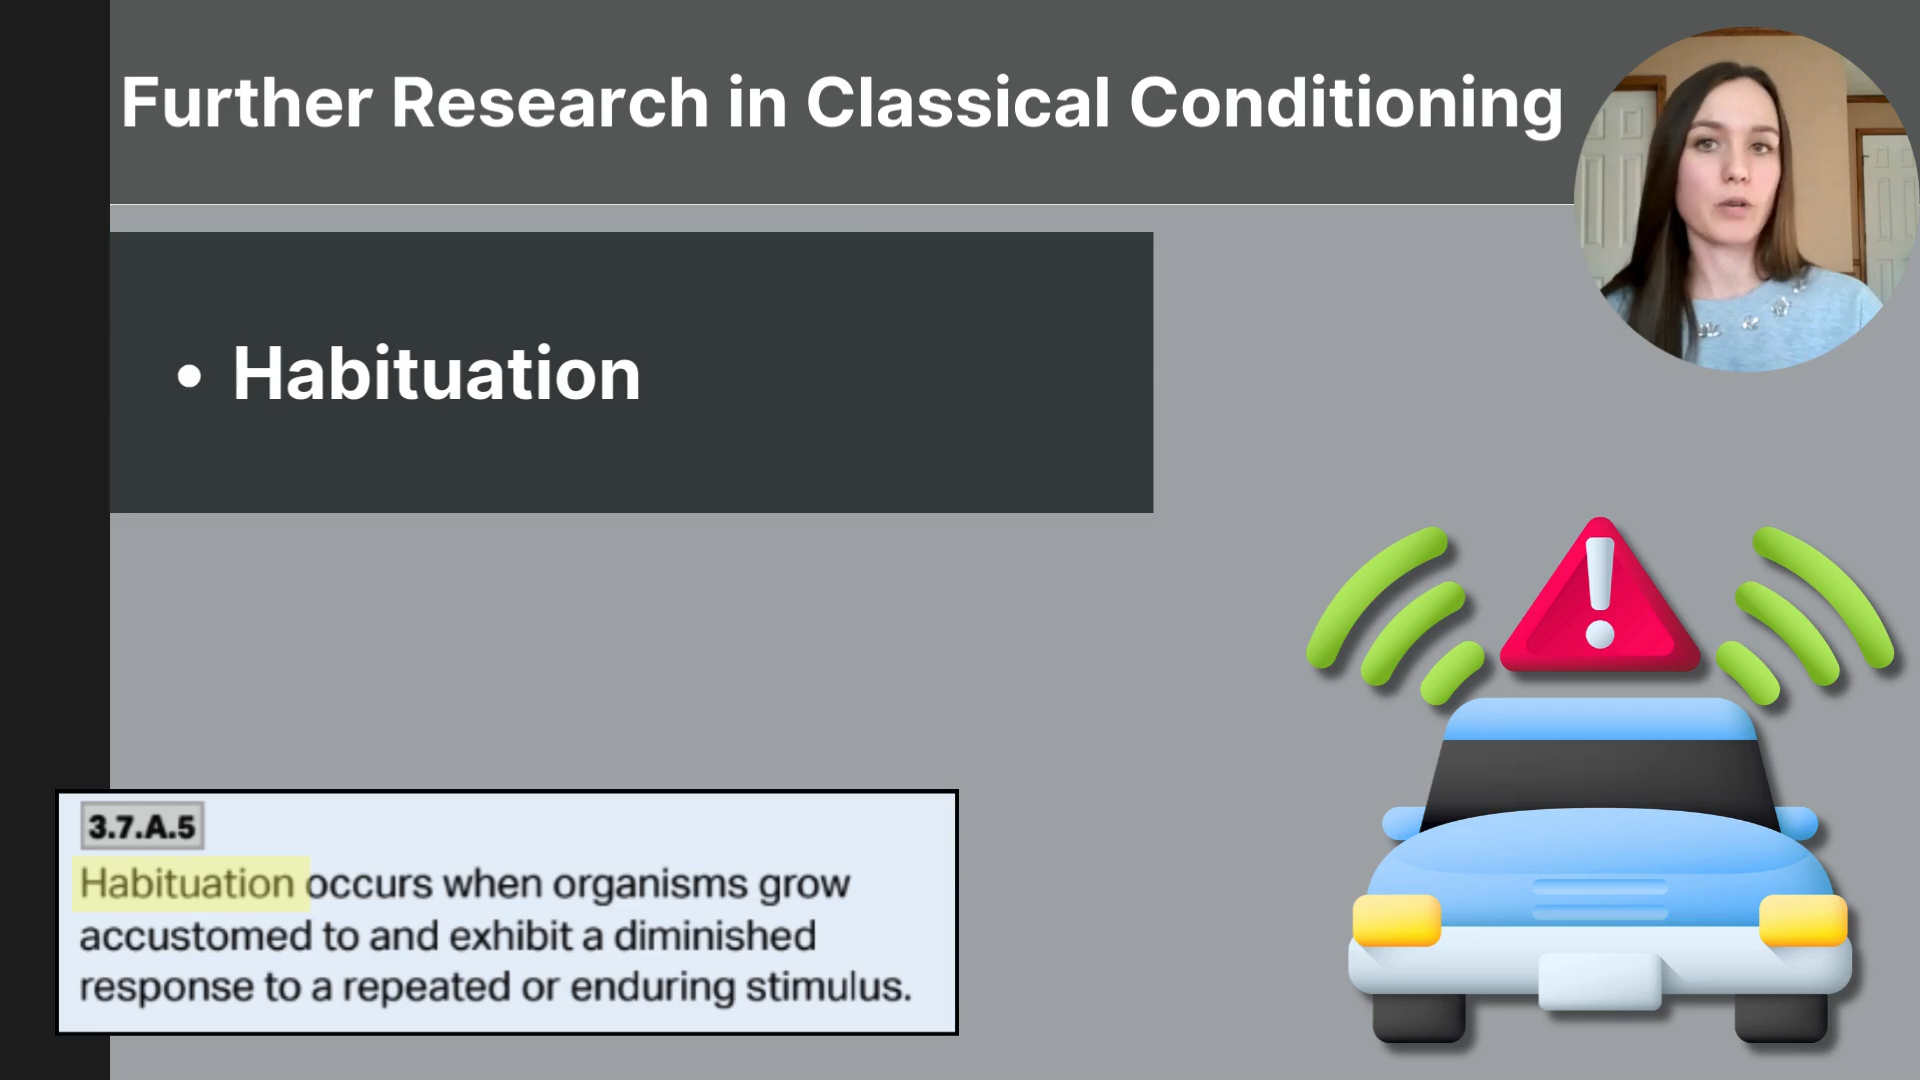 Further Research in Classical Conditioning
• Habituation
3.7.A.5
Habituation occurs when organisms grow
accustomed to and exhibit a diminished
response to a repeated or enduring stimulus.